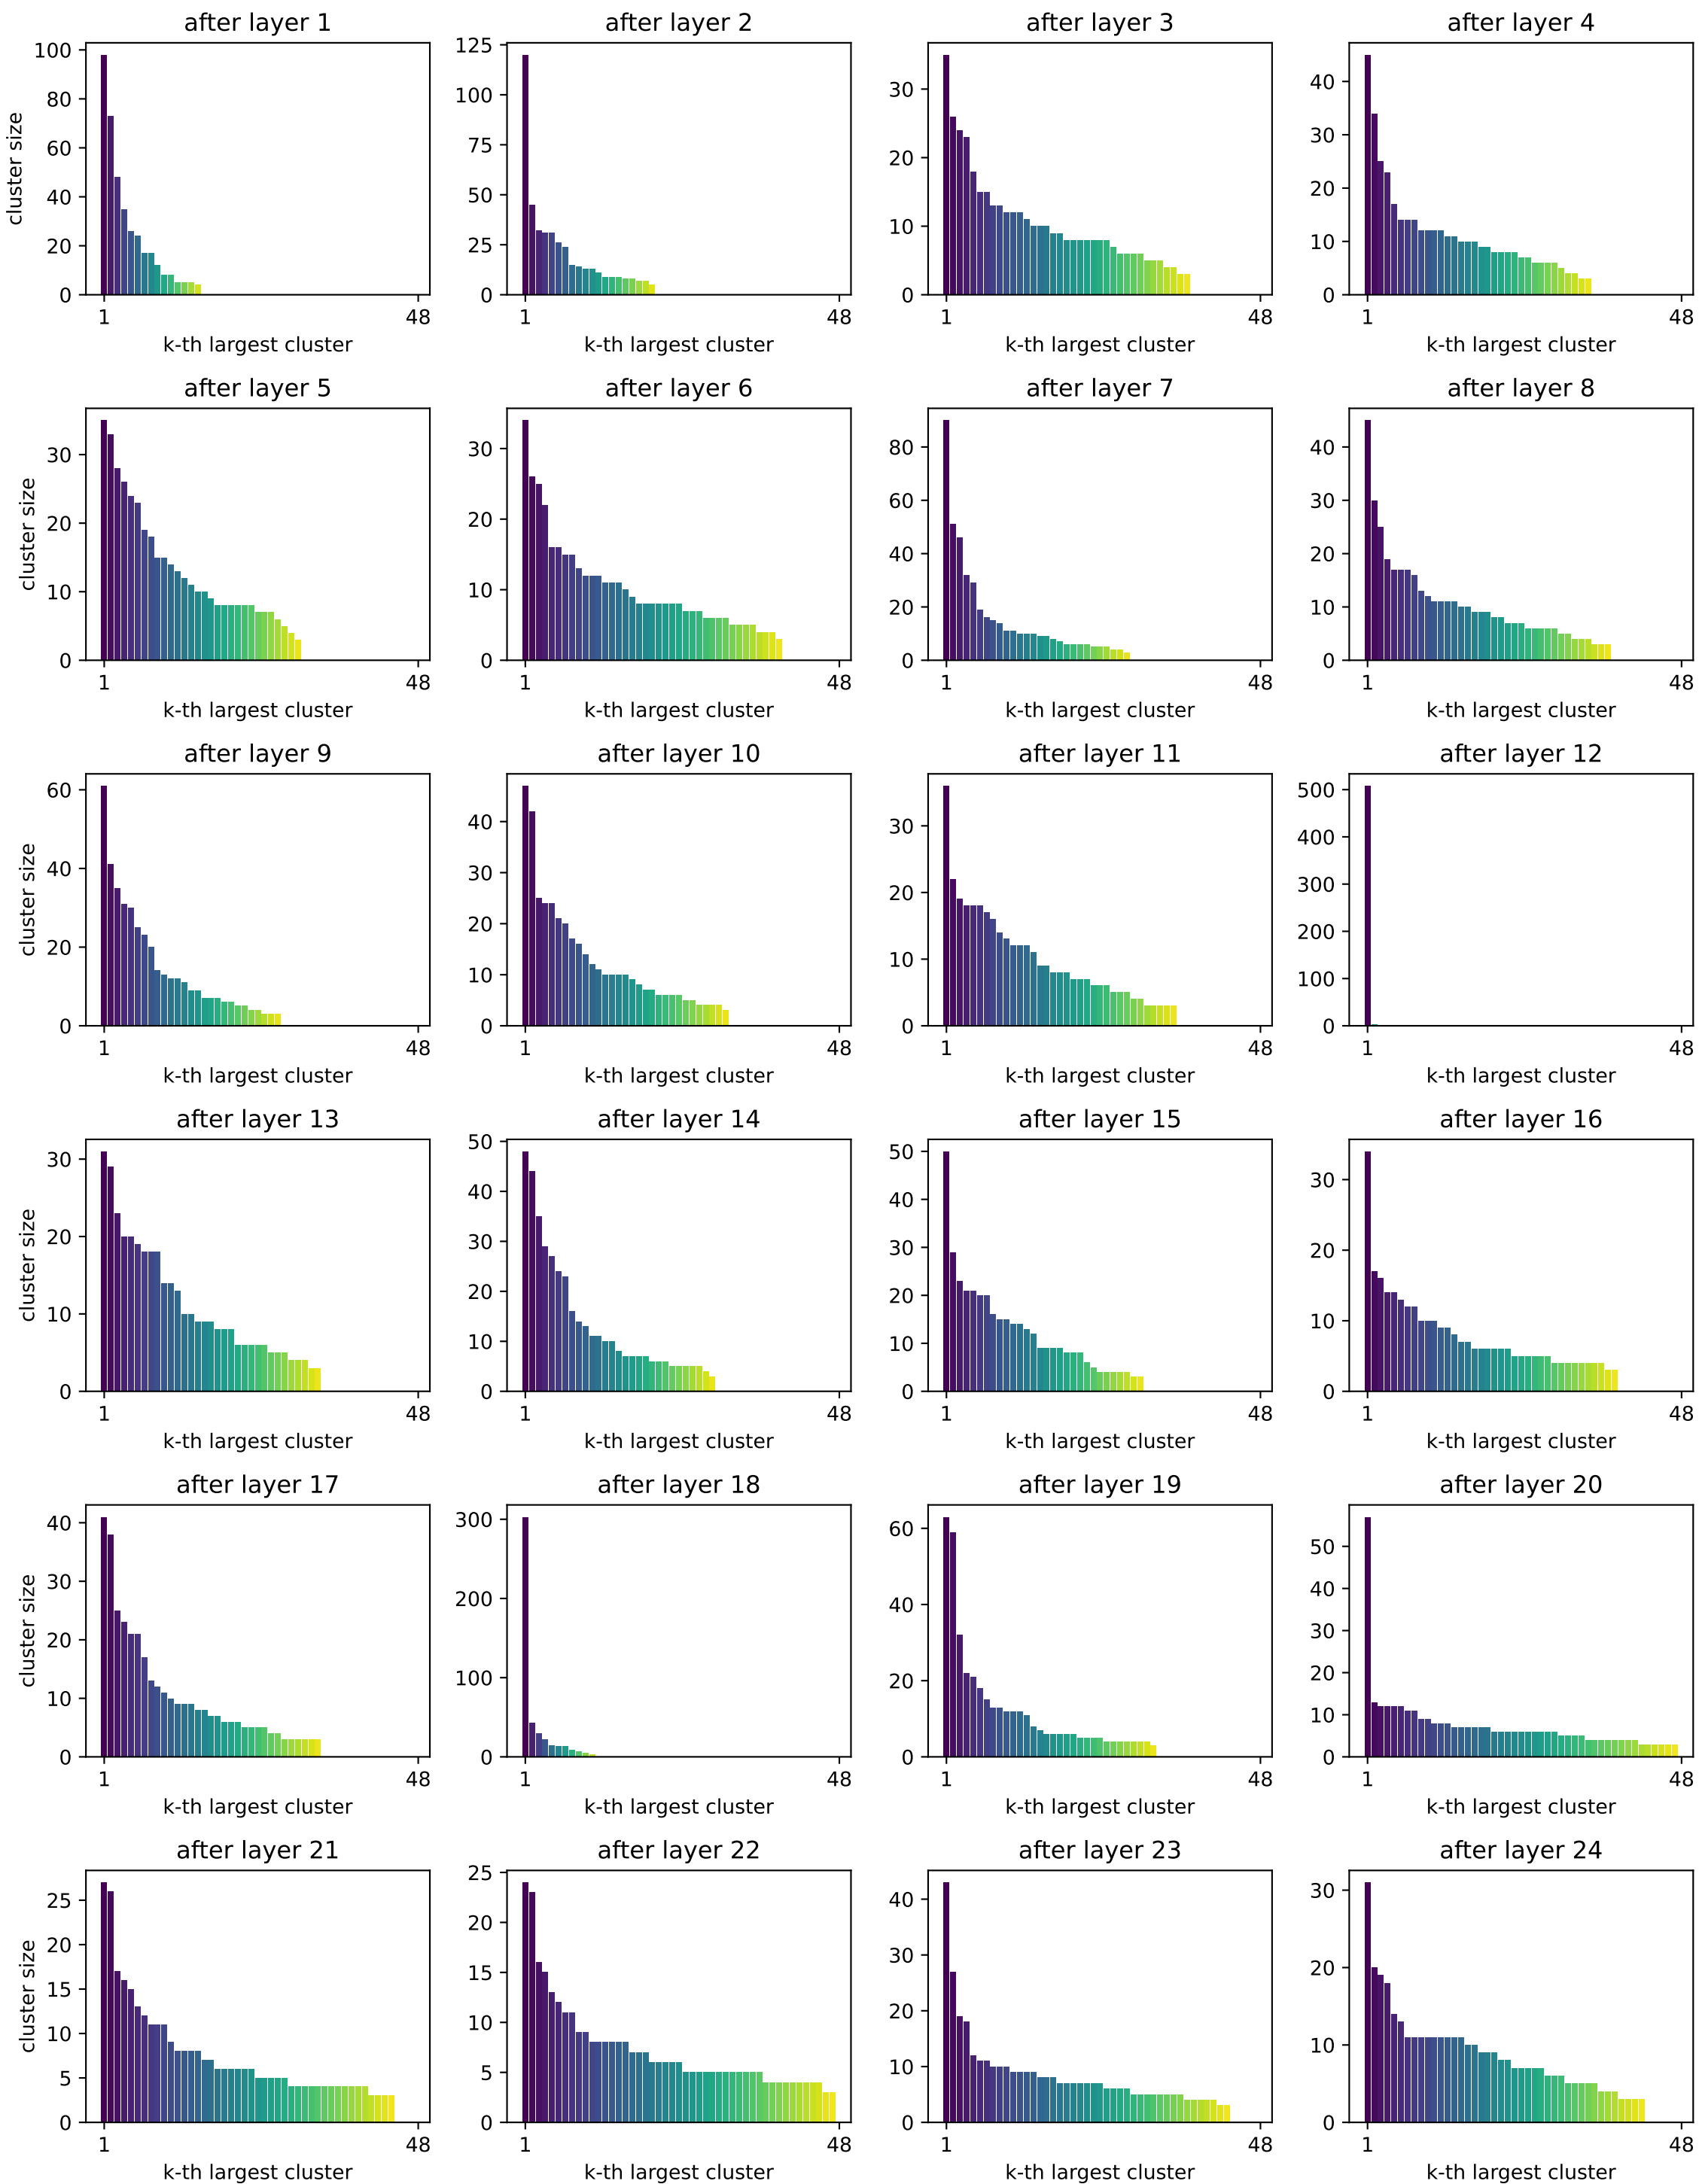 after layer 1
after layer 2
after layer 3
after layer 4
cluster size
100
80
60
40
20
0
125
100
75
50
25
0
30
20
10
0
40
30
20
10
0
1 48
1 48
1 48
1 48
k-th largest cluster
k-th largest cluster
k-th largest cluster
k-th largest cluster
after layer 5
after layer 6
after layer 7
after layer 8
cluster size
30
20
10
0
30
20
10
0
80
60
40
20
0
40
30
20
10
0
1 48
1 48
1 48
1 48
k-th largest cluster
k-th largest cluster
k-th largest cluster
k-th largest cluster
after layer 9
after layer 10
after layer 11
after layer 12
cluster size
60
40
20
0
40
30
20
10
0
30
20
10
0
500
400
300
200
100
0
1 48
1 48
1 48
1 48
k-th largest cluster
k-th largest cluster
k-th largest cluster
k-th largest cluster
after layer 13
after layer 14
after layer 15
after layer 16
cluster size
30
20
10
0
50
40
30
20
10
0
50
40
30
20
10
0
30
20
10
0
1 48
1 48
1 48
1 48
k-th largest cluster
k-th largest cluster
k-th largest cluster
k-th largest cluster
after layer 17
after layer 18
after layer 19
after layer 20
cluster size
40
30
20
10
0
300
200
100
0
60
40
20
0
50
40
30
20
10
0
1 48
1 48
1 48
1 48
k-th largest cluster
k-th largest cluster
k-th largest cluster
k-th largest cluster
after layer 21
after layer 22
after layer 23
after layer 24
cluster size
25
20
15
10
5
0
25
20
15
10
5
0
40
30
20
10
0
30
20
10
0
1 48
1 48
1 48
1 48
k-th largest cluster
k-th largest cluster
k-th largest cluster
k-th largest cluster